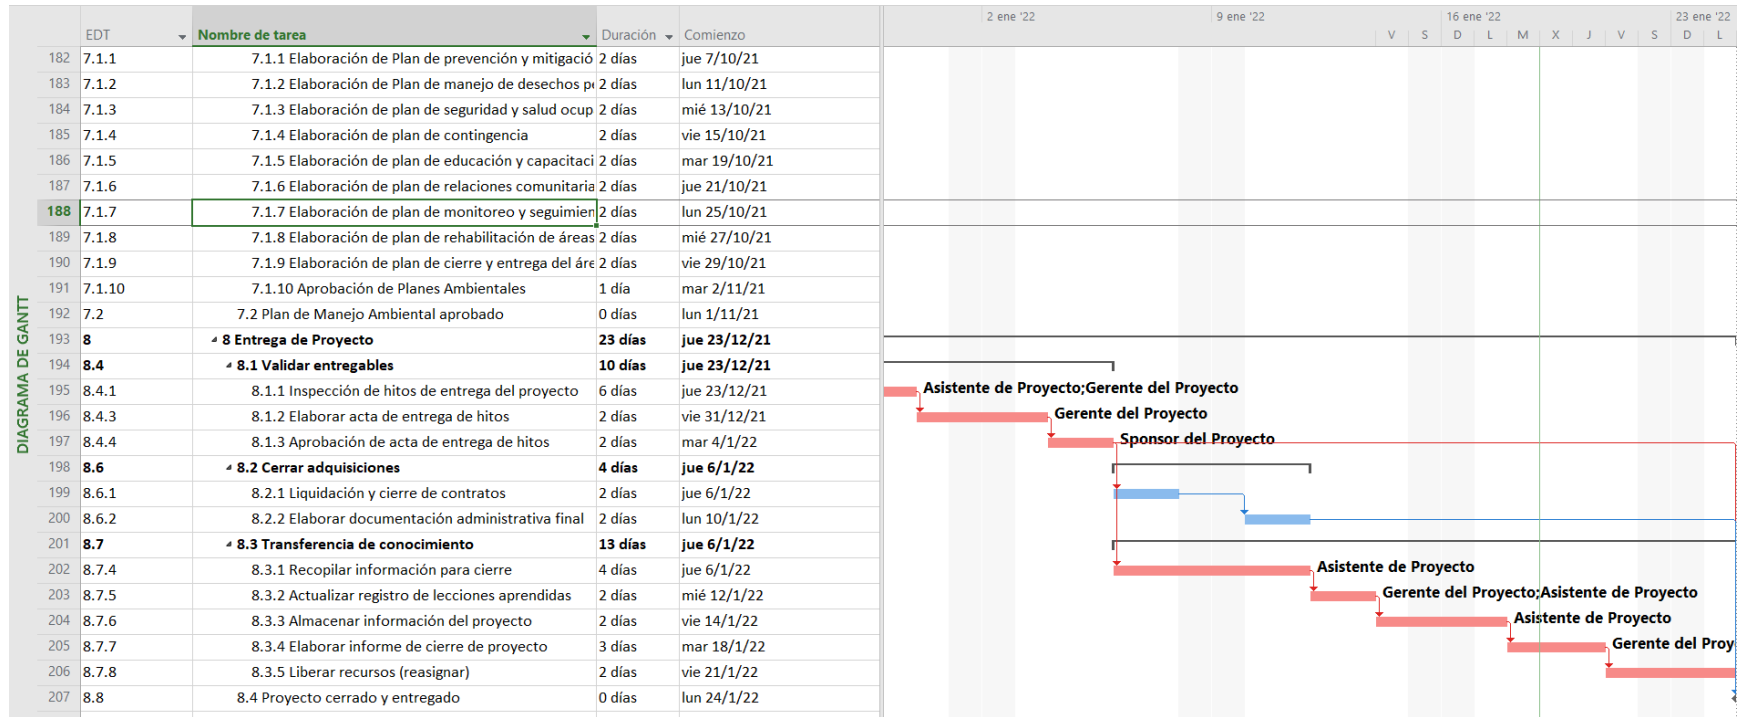 2 ene '22 9 ene '22 16 ene '22 23 ene '22
EDT Nombre de tarea Duración Comienzo V S D L M X J V S D L
182 7.1.1 7.1.1 Elaboración de Plan de prevención y mitigació 2 días jue 7/10/21
183 7.1.2 7.1.2 Elaboración de Plan de manejo de desechos pe 2 días lun 11/10/21
184 7.1.3 7.1.3 Elaboración de plan de seguridad y salud ocup 2 días mié 13/10/21
185 7.1.4 7.1.4 Elaboración de plan de contingencia 2 días vie 15/10/21
186 7.1.5 7.1.5 Elaboración de plan de educación y capacitaci 2 días mar 19/10/21
187 7.1.6 7.1.6 Elaboración de plan de relaciones comunitaria 2 días jue 21/10/21
188 7.1.7 7.1.7 Elaboración de plan de monitoreo y seguimien 2 días lun 25/10/21
189 7.1.8 7.1.8 Elaboración de plan de rehabilitación de áreas 2 días mié 27/10/21
190 7.1.9 7.1.9 Elaboración de plan de cierre y entrega del áre 2 días vie 29/10/21
191 7.1.10 7.1.10 Aprobación de Planes Ambientales 1 día mar 2/11/21
192 7.2 7.2 Plan de Manejo Ambiental aprobado 0 días lun 1/11/21
193 8 8 Entrega de Proyecto 23 días jue 23/12/21
194 8.4 8.1 Validar entregables 10 días jue 23/12/21
195 8.4.1 8.1.1 Inspección de hitos de entrega del proyecto 6 días jue 23/12/21 Asistente de Proyecto;Gerente del Proyecto
196 8.4.3 8.1.2 Elaborar acta de entrega de hitos 2 días vie 31/12/21 Gerente del Proyecto
197 8.4.4 8.1.3 Aprobación de acta de entrega de hitos 2 días mar 4/1/22 Sponsor del Proyecto
198 8.6 8.2 Cerrar adquisiciones 4 días jue 6/1/22
199 8.6.1 8.2.1 Liquidación y cierre de contratos 2 días jue 6/1/22
200 8.6.2 8.2.2 Elaborar documentación administrativa final 2 días lun 10/1/22
201 8.7 8.3 Transferencia de conocimiento 13 días jue 6/1/22
202 8.7.4 8.3.1 Recopilar información para cierre 4 días jue 6/1/22 Asistente de Proyecto
203 8.7.5 8.3.2 Actualizar registro de lecciones aprendidas 2 días mié 12/1/22 Gerente del Proyecto;Asistente de Proyecto
204 8.7.6 8.3.3 Almacenar información del proyecto 2 días vie 14/1/22 Asistente de Proyecto
205 8.7.7 8.3.4 Elaborar informe de cierre de proyecto 3 días mar 18/1/22 Gerente del Proy
206 8.7.8 8.3.5 Liberar recursos (reasignar) 2 días vie 21/1/22
207 8.8 8.4 Proyecto cerrado y entregado 0 días lun 24/1/22
DIAGRAMA DE GANTT